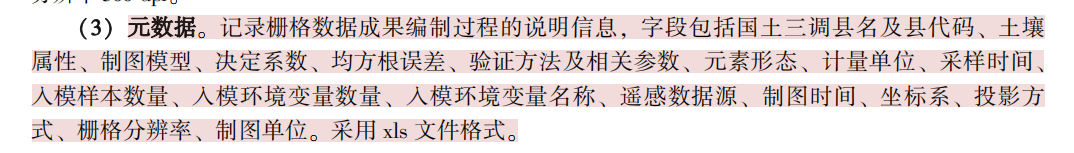 （3）元数据。记录栅格数据成果编制过程的说明信息，字段包括国土三调县名及县代码、土壤
属性、制图模型、决定系数、均方根误差、验证方法及相关参数、元素形态、计量单位、采样时间、
入模样本数量、入模环境变量数量、入模环境变量名称、遥感数据源、制图时间、坐标系、投影方
式、栅格分辨率、制图单位。采用 xls 文件格式。